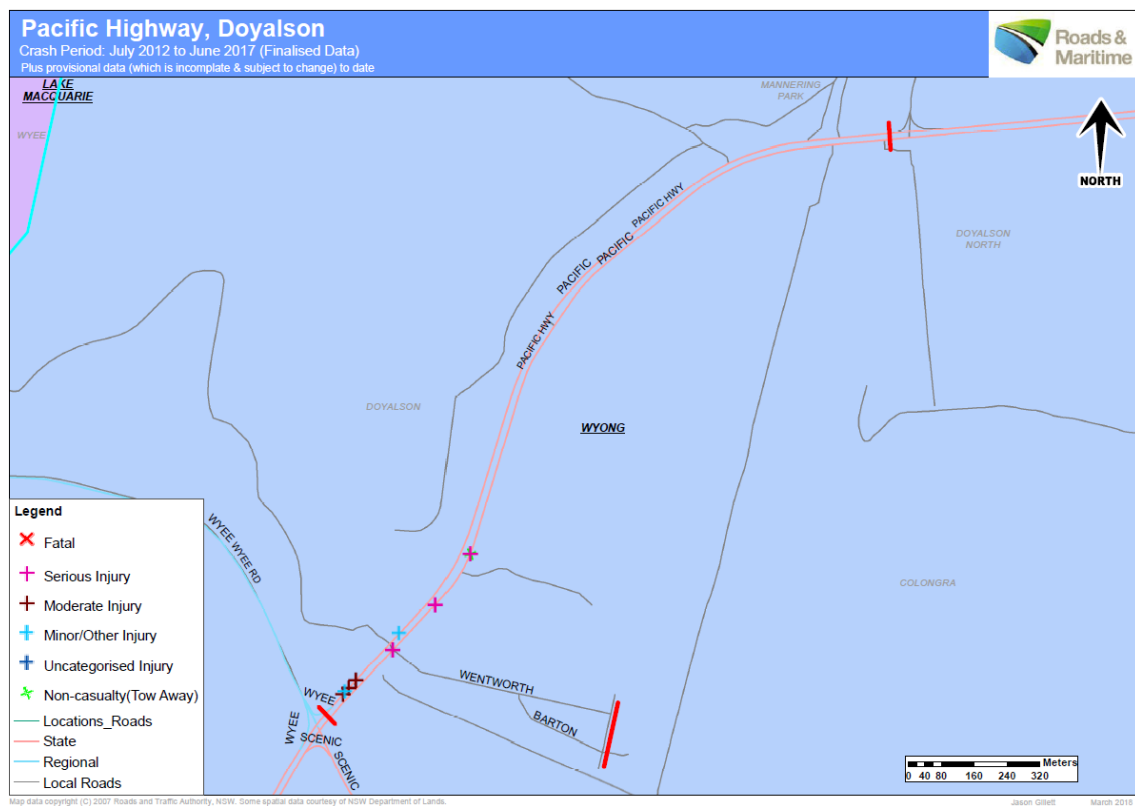 Pacific Highway, Doyalson
Crash Period: July 2012 to June 2017 (Finalised Data)
Plus provisional data (which is incomplate & subject to change) to date
Roads &
Maritime
LAKE
MACQUARIE
WYEE
MANNERING
PARK
NORTH
PACIFIC HWY
PACIFIC
PACIFIC
PACIFIC HWY
DOYALSON
NORTH
DOYALSON
WYONG
COLONGRA
WYEE WYEE RD
WENTWORTH
BARTON
WYEE
WYEE
SCENIC
SCENIC
Legend
Fatal
Serious Injury
Moderate Injury
Minor/Other Injury
Uncategorised Injury
Non-casualty(Tow Away)
Locations_Roads
State
Regional
Local Roads
Meters
0 40 80 160 240 320
Map data copyright (C) 2007 Roads and Traffic Authority, NSW. Some spatial data courtesy of NSW Department of Lands.
Jason Gillett
March 2018